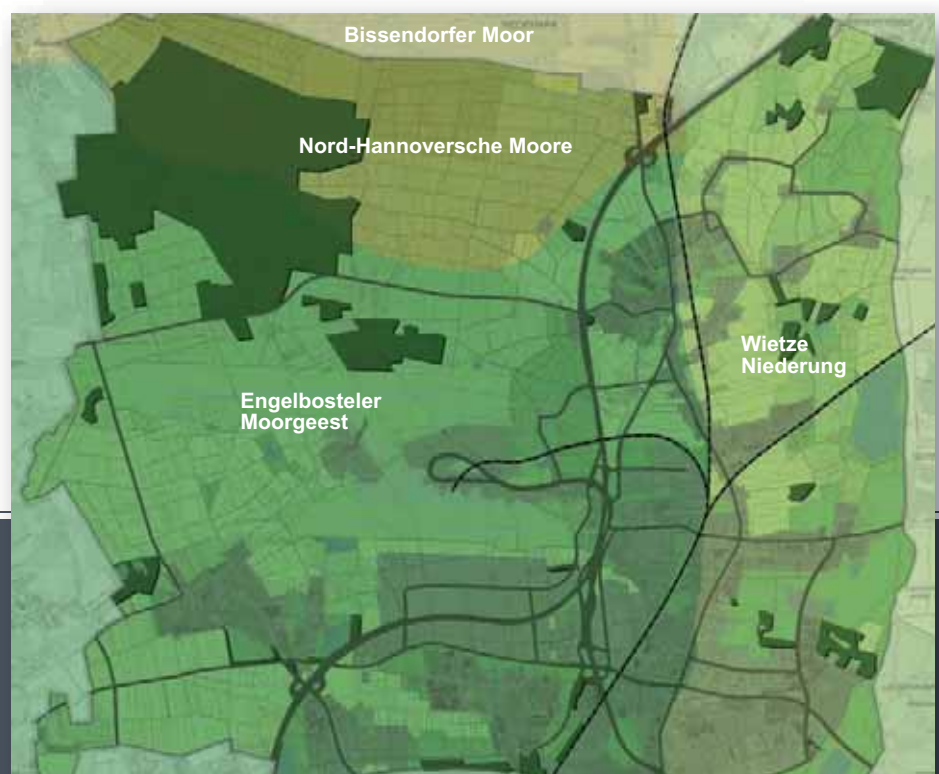 Bissendorfer Moor
Nord-Hannoversche Moore
Wietze
Niederung
Engelbosteler
Moorgeest